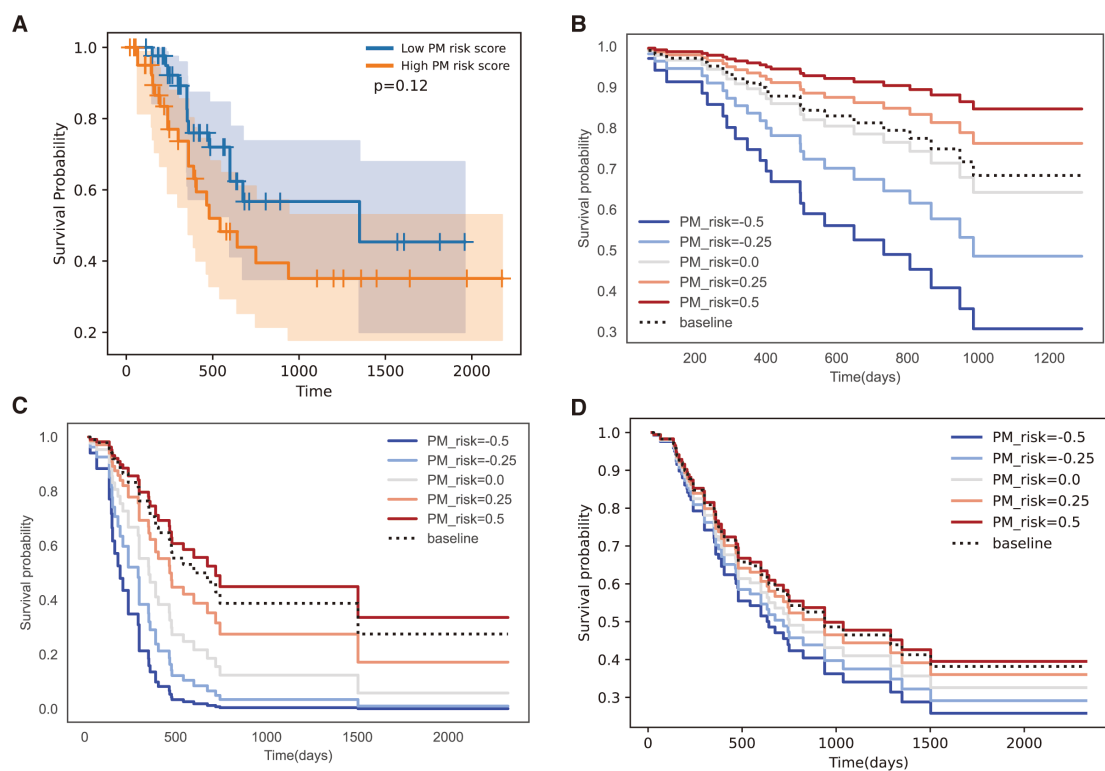 A
Survival Probability
1.0
0.8
0.6
0.4
0.2
0
500
1000
1500
2000
Time
Low PM risk score
High PM risk score
p=0.12
B
Survival probability
1.0
0.9
0.8
0.7
0.6
0.5
0.4
0.3
200
400
600
800
1000
1200
Time(days)
PM_risk=-0.5
PM_risk=-0.25
PM_risk=0.0
PM_risk=0.25
PM_risk=0.5
baseline
C
Survival probability
1.0
0.8
0.6
0.4
0.2
0.0
0
500
1000
1500
2000
Time(days)
PM_risk=-0.5
PM_risk=-0.25
PM_risk=0.0
PM_risk=0.25
PM_risk=0.5
baseline
D
Survival probability
1.0
0.9
0.8
0.7
0.6
0.5
0.4
0.3
0
500
1000
1500
2000
Time(days)
PM_risk=-0.5
PM_risk=-0.25
PM_risk=0.0
PM_risk=0.25
PM_risk=0.5
baseline